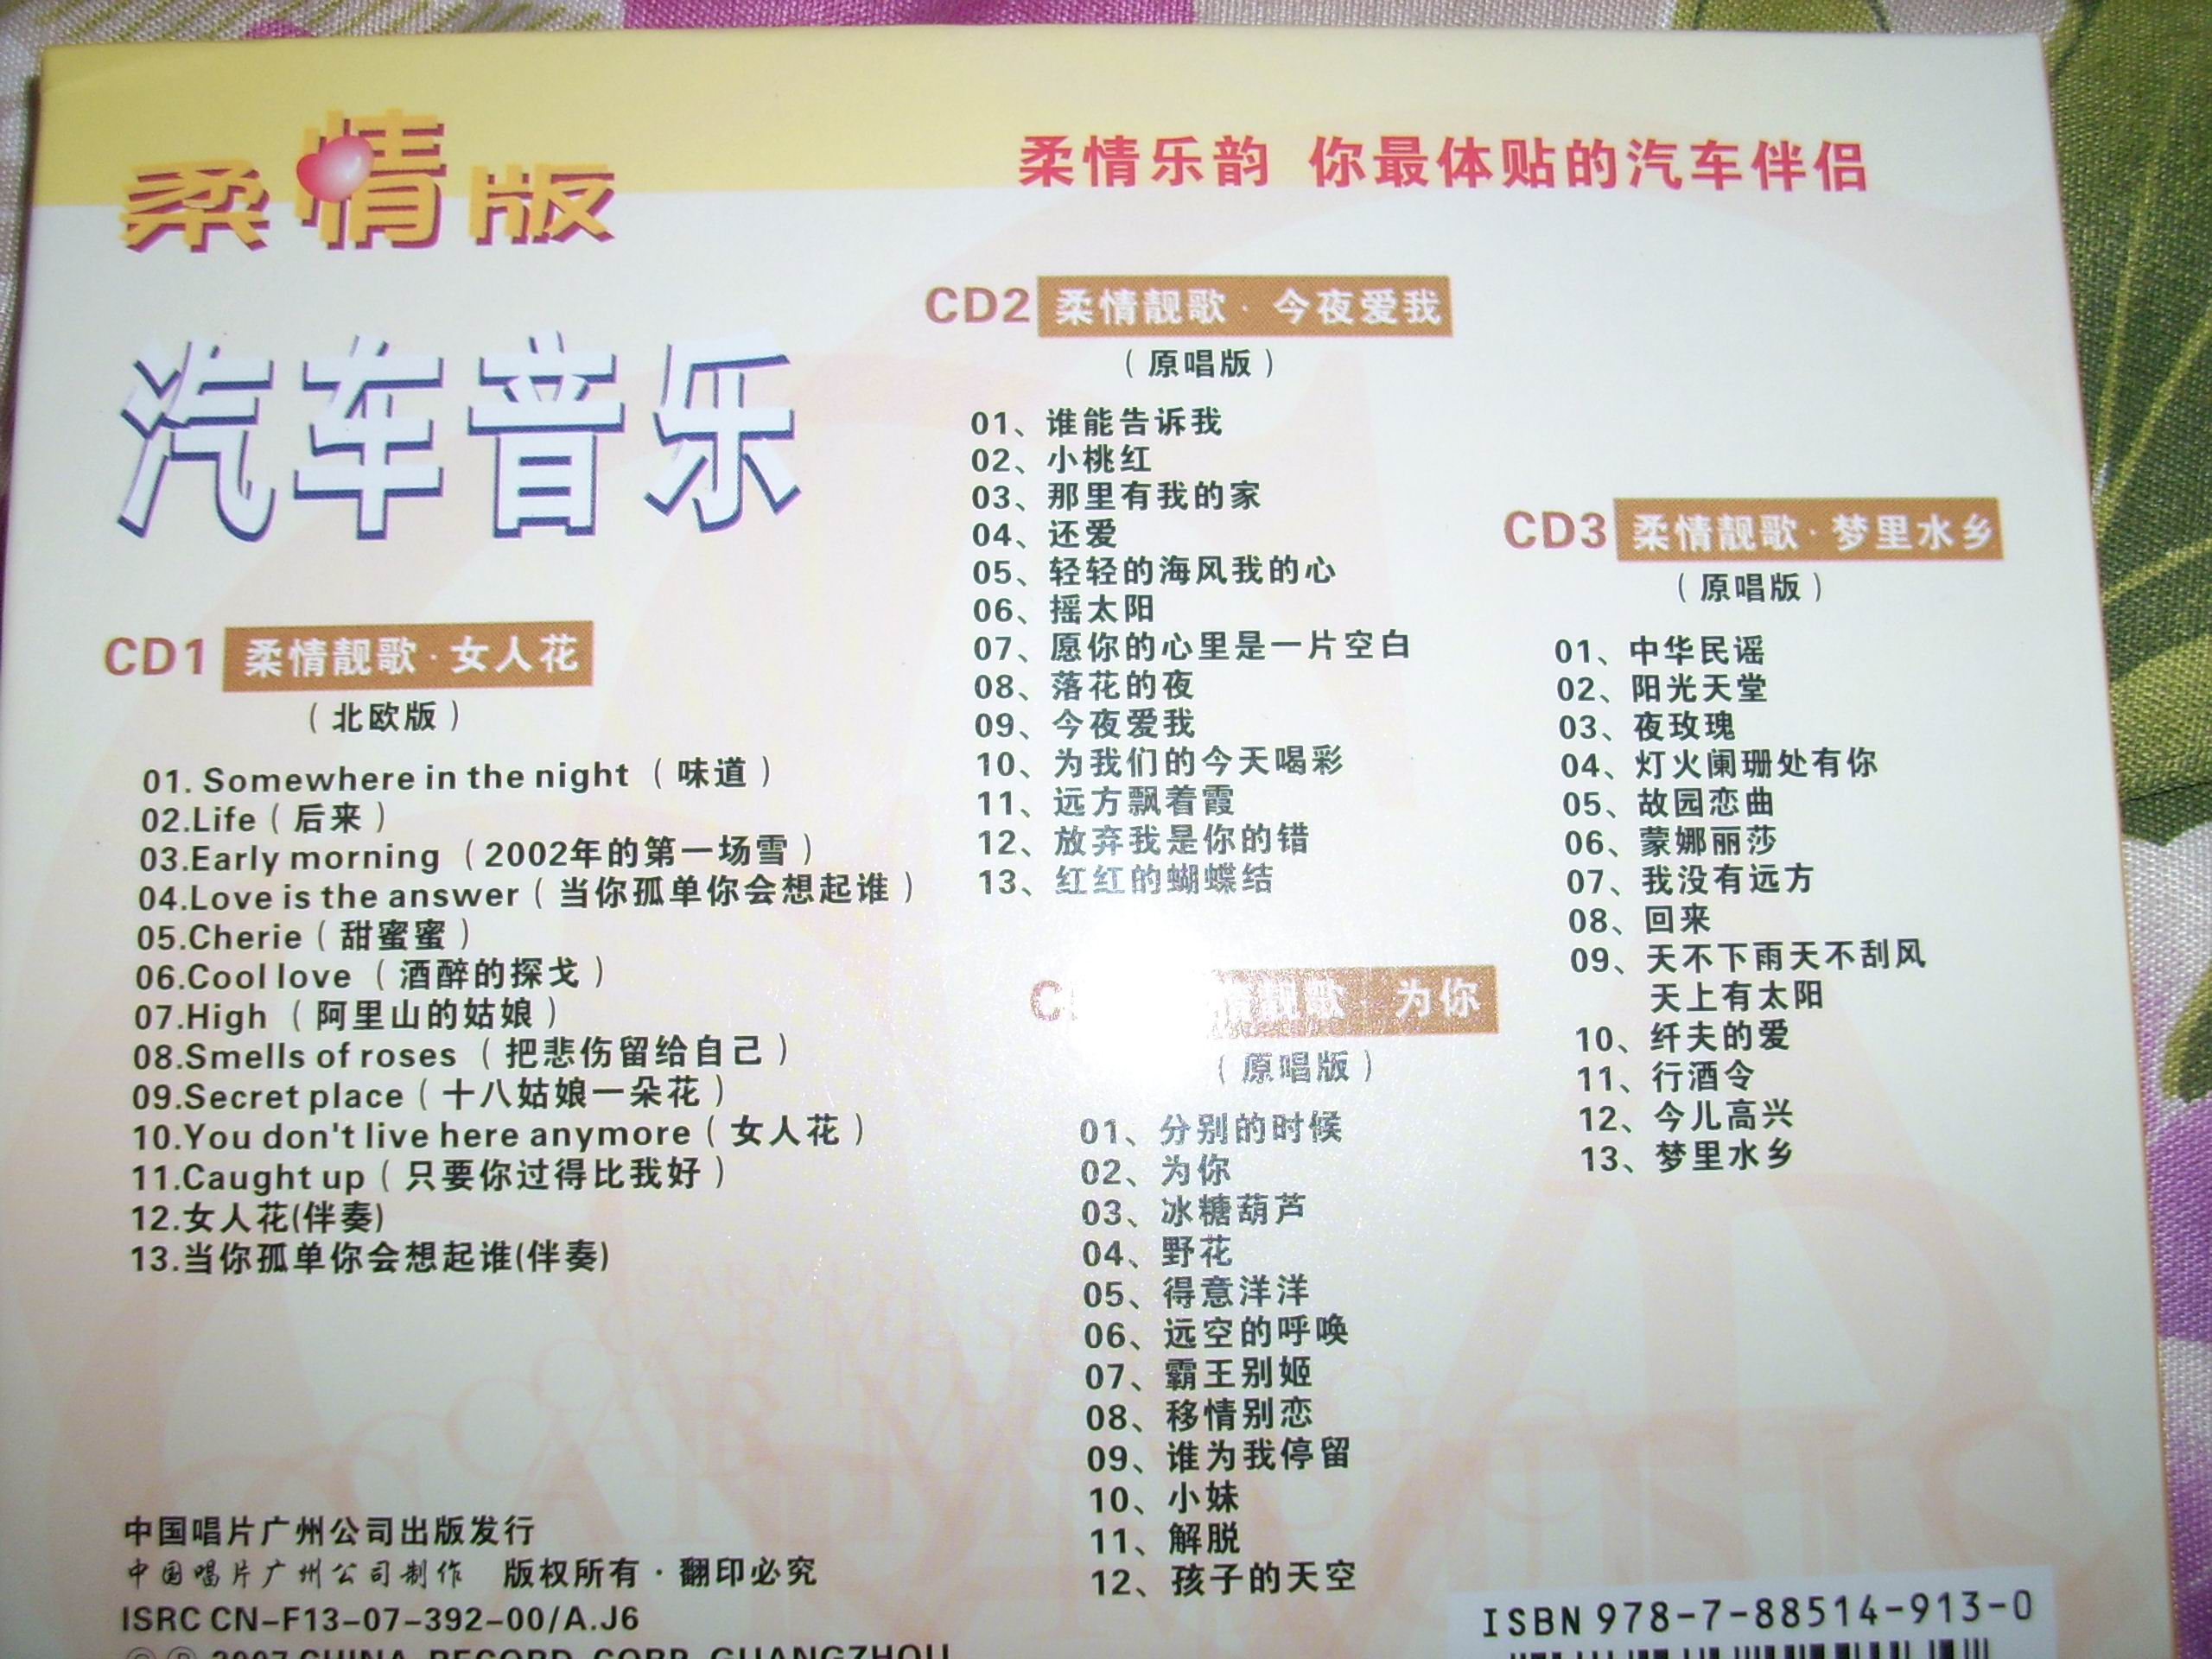 柔情版
柔情乐韵 你最体贴的汽车伴侣
汽车音乐
CD1 柔情靓歌·女人花
（北欧版）
01. Somewhere in the night （味道）
02.Life（后来）
03.Early morning （2002年的第一场雪）
04.Love is the answer（当你孤单你会想起谁）
05.Cherie（甜蜜蜜）
06.Cool love （酒醉的探戈）
07.High （阿里山的姑娘）
08.Smells of roses （把悲伤留给自己）
09.Secret place（十八姑娘一朵花）
10.You don't live here anymore（女人花）
11.Caught up（只要你过得比我好）
12.女人花(伴奏)
13.当你孤单你会想起谁(伴奏)
CD2 柔情靓歌·今夜爱我
（原唱版）
01、谁能告诉我
02、小桃红
03、那里有我的家
04、还爱
05、轻轻的海风我的心
06、摇太阳
07、愿你的心里是一片空白
08、落花的夜
09、今夜爱我
10、为我们的今天喝彩
11、远方飘着霞
12、放弃我是你的错
13、红红的蝴蝶结
CD3 柔情靓歌·梦里水乡
（原唱版）
01、中华民谣
02、阳光天堂
03、夜玫瑰
04、灯火阑珊处有你
05、故园恋曲
06、蒙娜丽莎
07、我没有远方
08、回来
09、天不下雨天不刮风
天上有太阳
10、纤夫的爱
11、行酒令
12、今儿高兴
13、梦里水乡
情靓歌·为你
（原唱版）
01、分别的时候
02、为你
03、冰糖葫芦
04、野花
05、得意洋洋
06、远空的呼唤
07、霸王别姬
08、移情别恋
09、谁为我停留
10、小妹
11、解脱
12、孩子的天空
中国唱片广州公司出版发行
中国唱片广州公司制作 版权所有·翻印必究
ISRC CN-F13-07-392-00/A.J6
Ⓒ Ⓟ 2007 CHINA RECORD CORP. GUANGZHOU
ISBN 978-7-88514-913-0